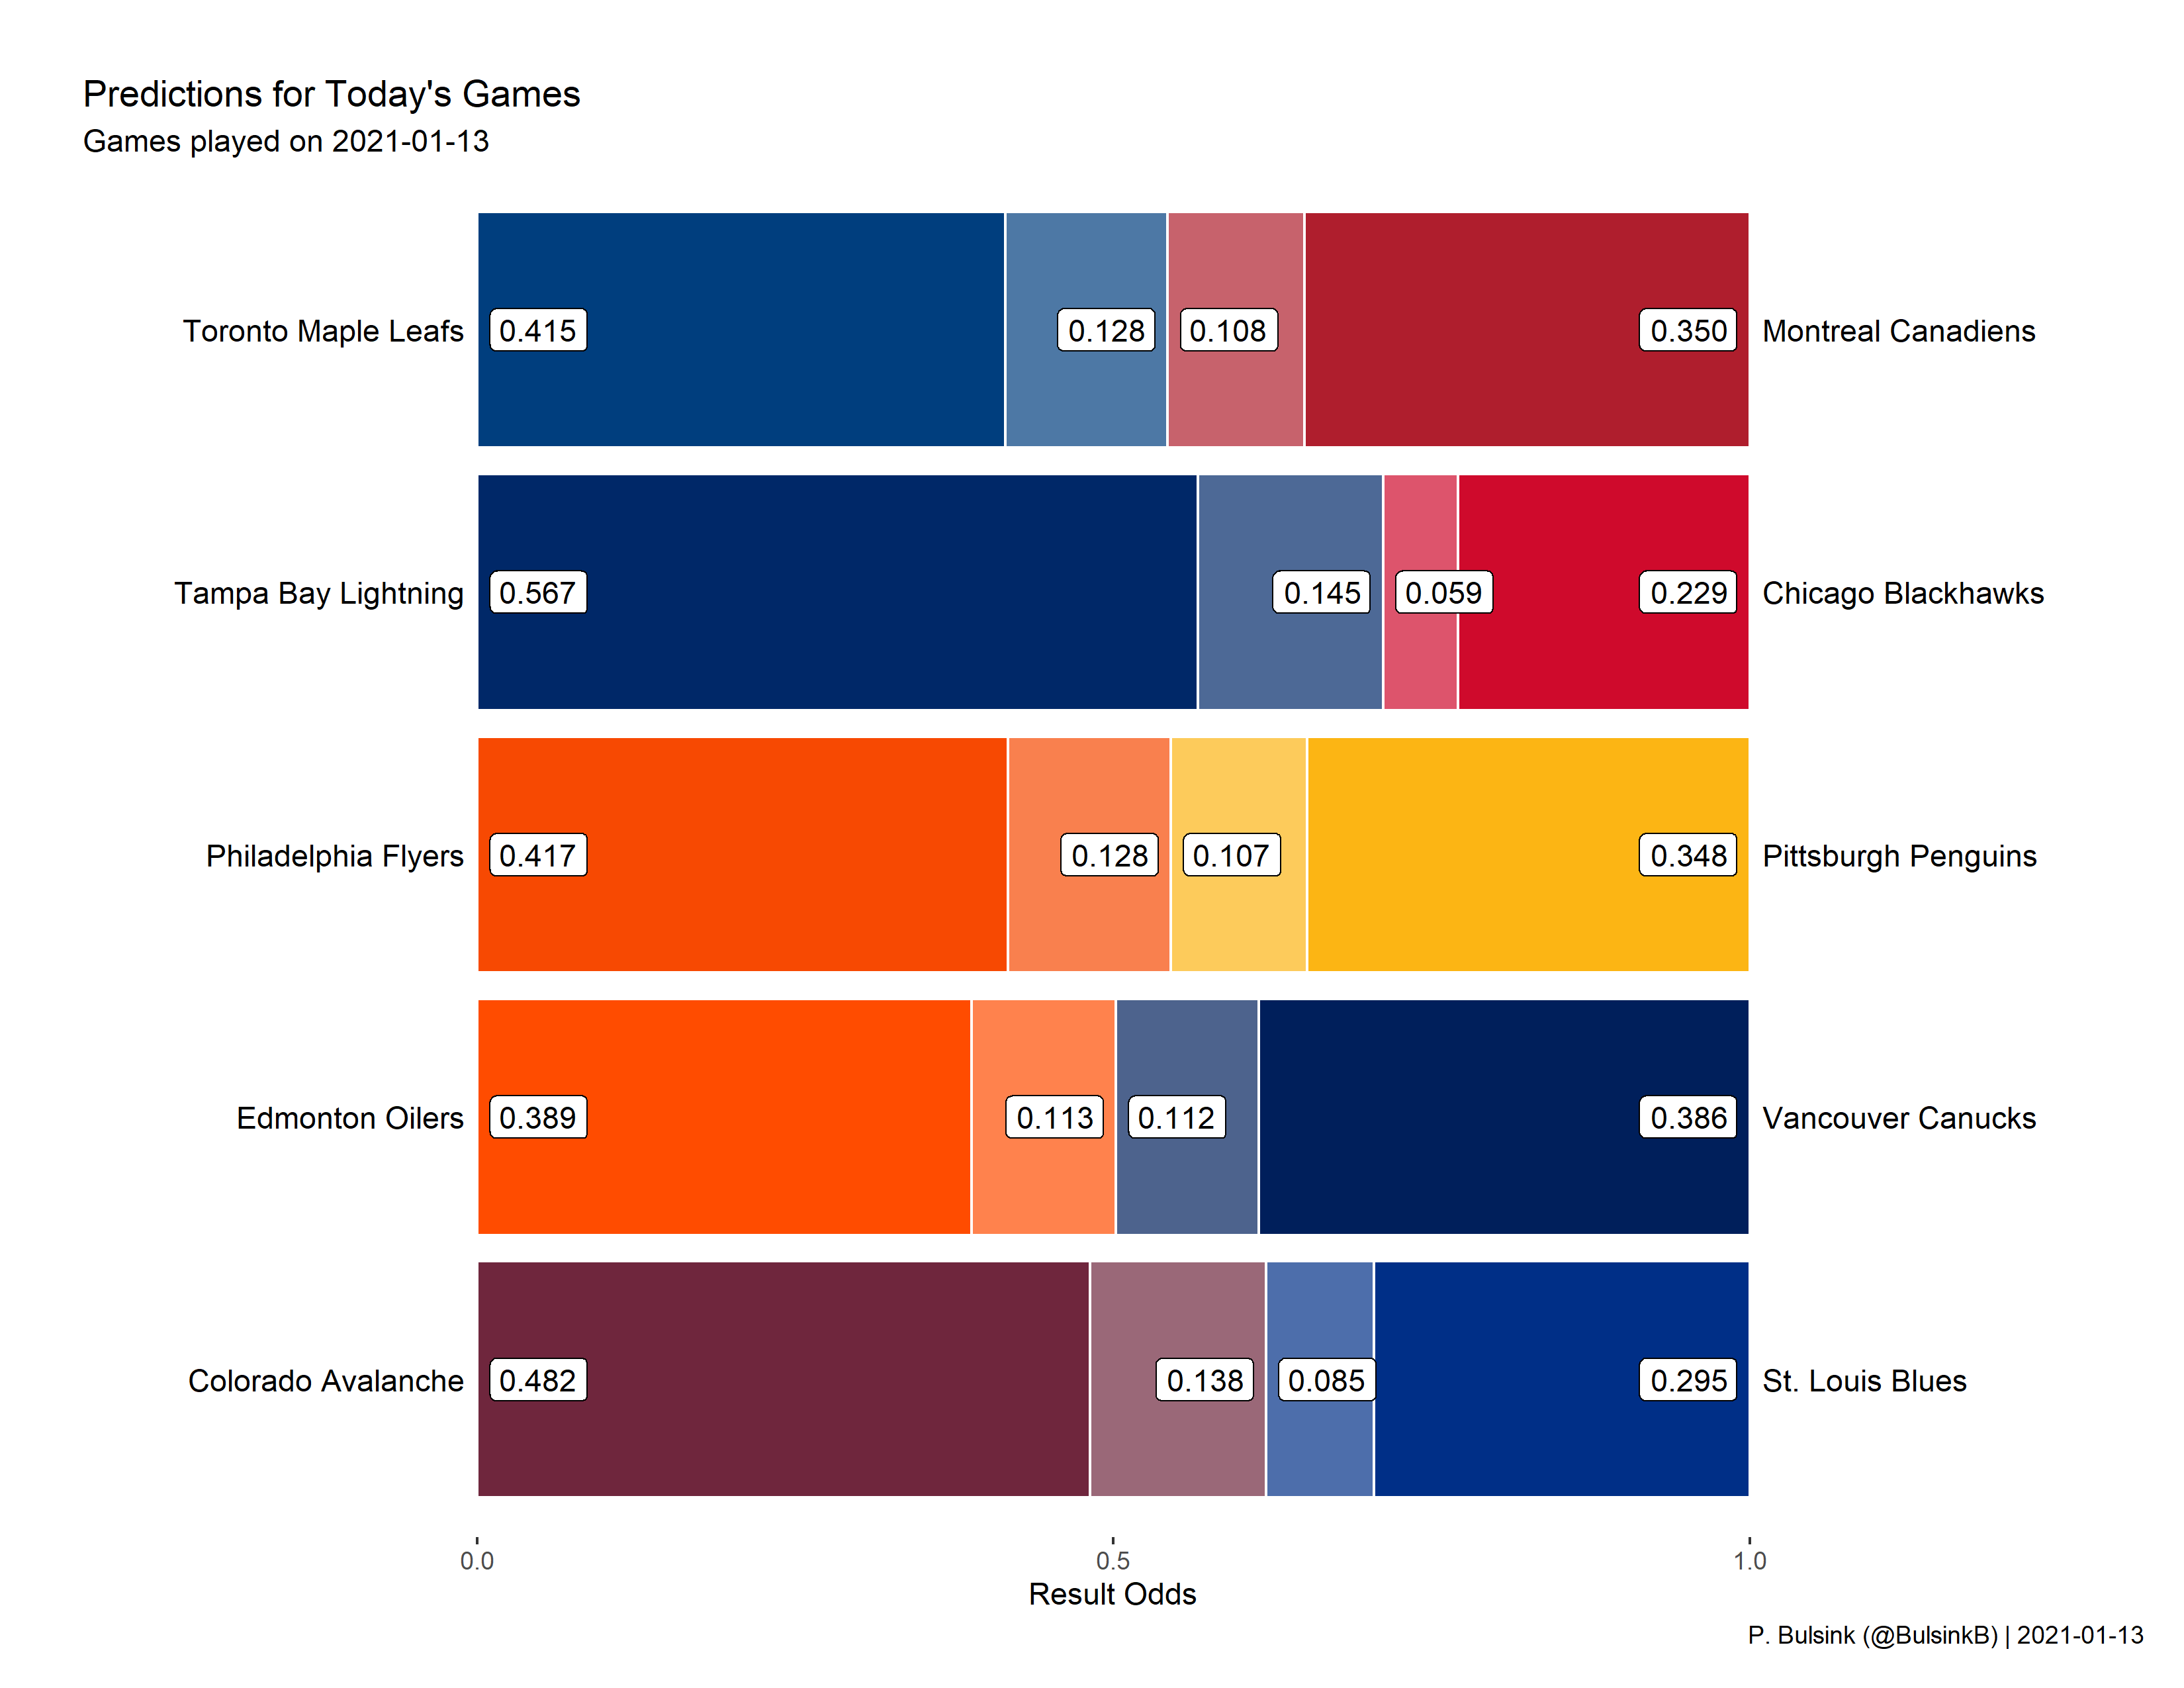 Predictions for Today's Games
Games played on 2021-01-13
Toronto Maple Leafs 0.415 0.128 0.108 0.350 Montreal Canadiens
Tampa Bay Lightning 0.567 0.145 0.059 0.229 Chicago Blackhawks
Philadelphia Flyers 0.417 0.128 0.107 0.348 Pittsburgh Penguins
Edmonton Oilers 0.389 0.113 0.112 0.386 Vancouver Canucks
Colorado Avalanche 0.482 0.138 0.085 0.295 St. Louis Blues
0.0 0.5 1.0
Result Odds
P. Bulsink (@BulsinkB) | 2021-01-13